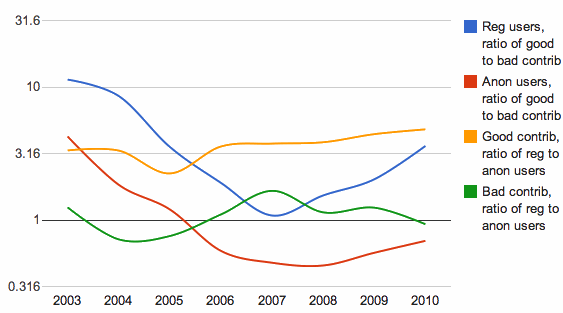 31.6
10
3.16
1
0.316
2003 2004 2005 2006 2007 2008 2009 2010
Reg users,
ratio of good
to bad contrib
Anon users,
ratio of good
to bad contrib
Good contrib,
ratio of reg to
anon users
Bad contrib,
ratio of reg to
anon users